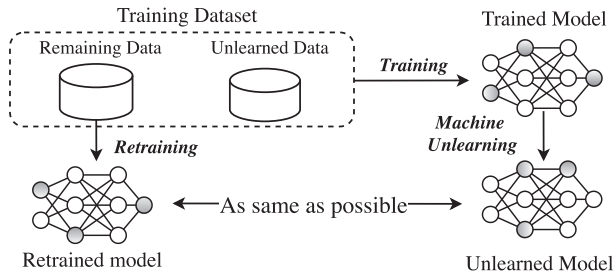 Training Dataset
Trained Model
Remaining Data
Unlearned Data
Training
Retraining
Machine
Unlearning
As same as possible
Retrained model
Unlearned Model